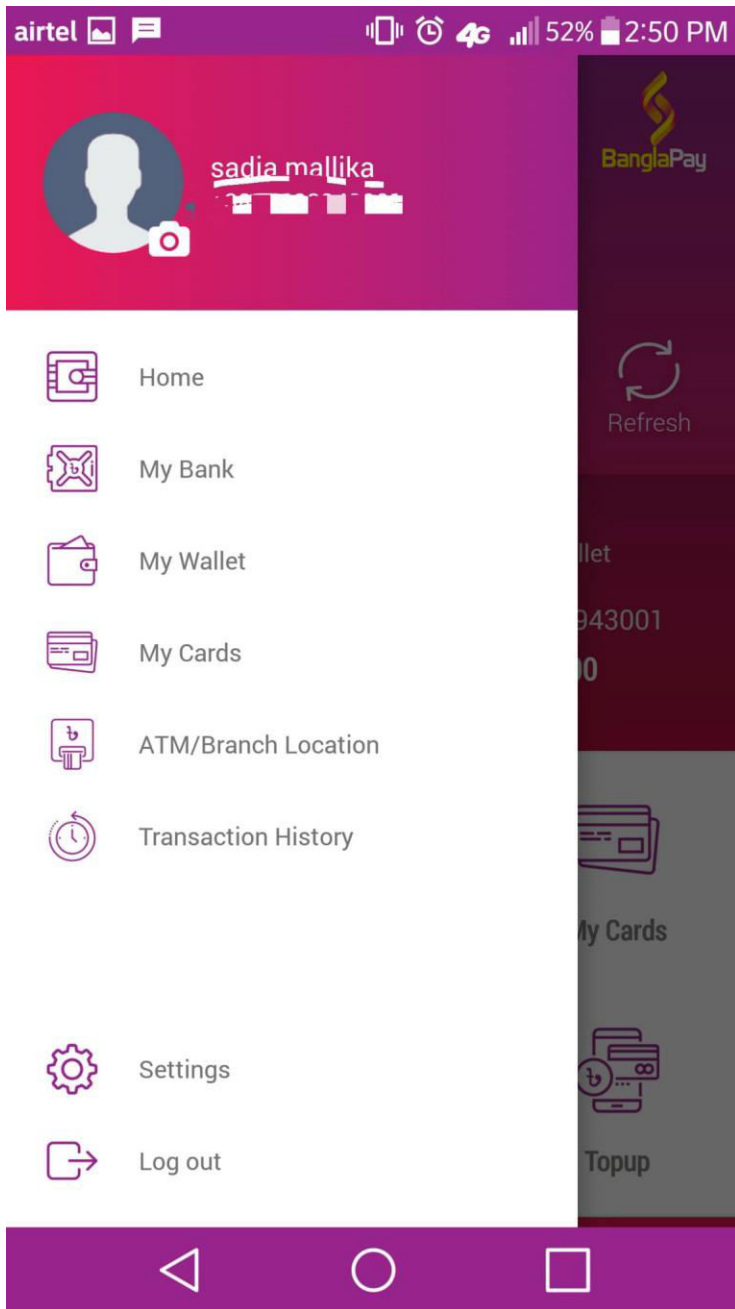 airtel 4G 52% 2:50 PM
sadia mallika
BanglaPay
Home
Refresh
My Bank
My Wallet
llet
943001
My Cards
00
ATM/Branch Location
Transaction History
My Cards
Settings
Log out
Topup